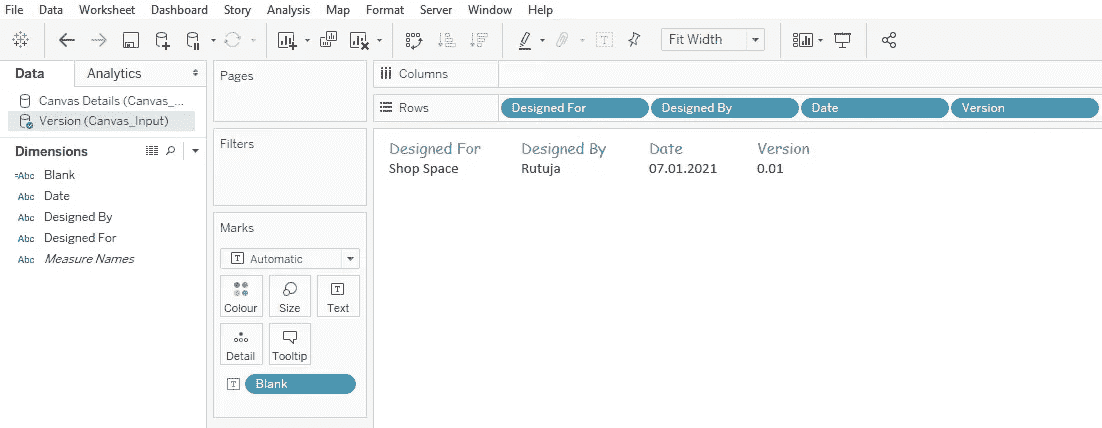 File Data Worksheet Dashboard Story Analysis Map Format Server Window Help
Fit Width
Data Analytics
Pages
Columns
Canvas Details (Canvas_...
Version (Canvas_Input)
Rows Designed For Designed By Date Version
Dimensions
Filters
Designed For Designed By Date Version
Shop Space Rutuja 07.01.2021 0.01
=Abc Blank
Abc Date
Abc Designed By
Abc Designed For
Abc Measure Names
Marks
T Automatic
Colour Size Text
Detail Tooltip
T Blank